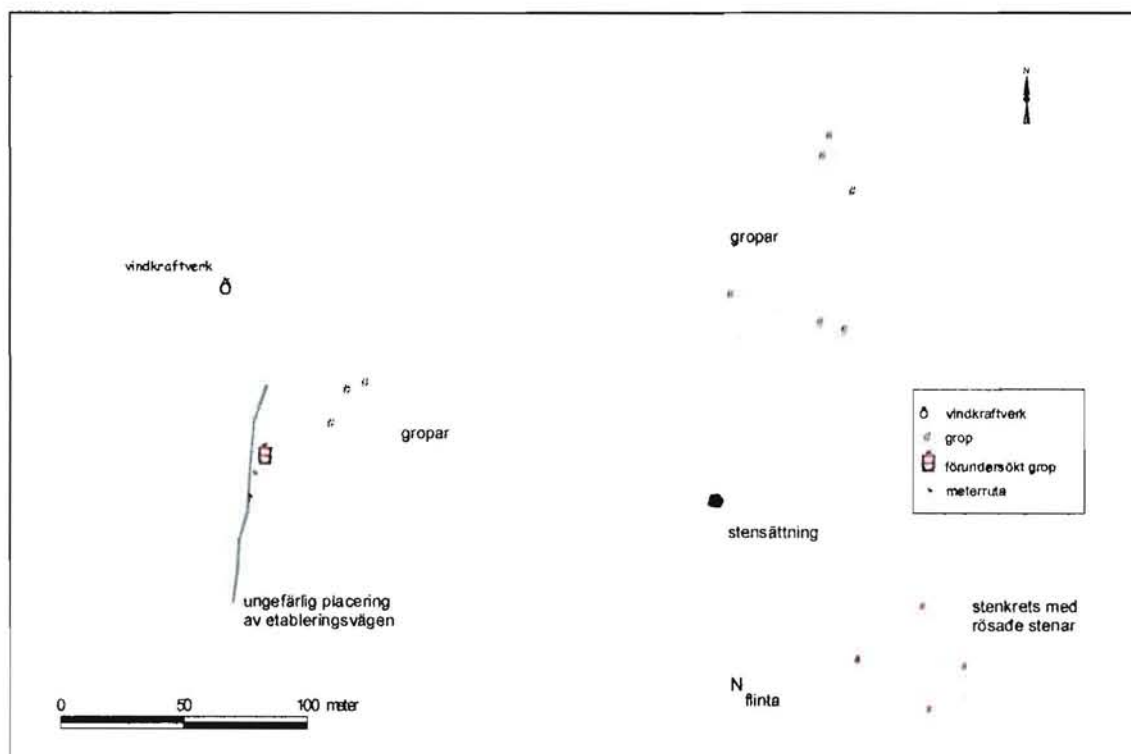 N
gropar
vindkraftverk
vindkraftverk
grop
förundersökt grop
meterruta
gropar
stensättning
ungefärlig placering
av etableringsvägen
stenkrets med
rösade stenar
N
flinta
0 50 100 meter